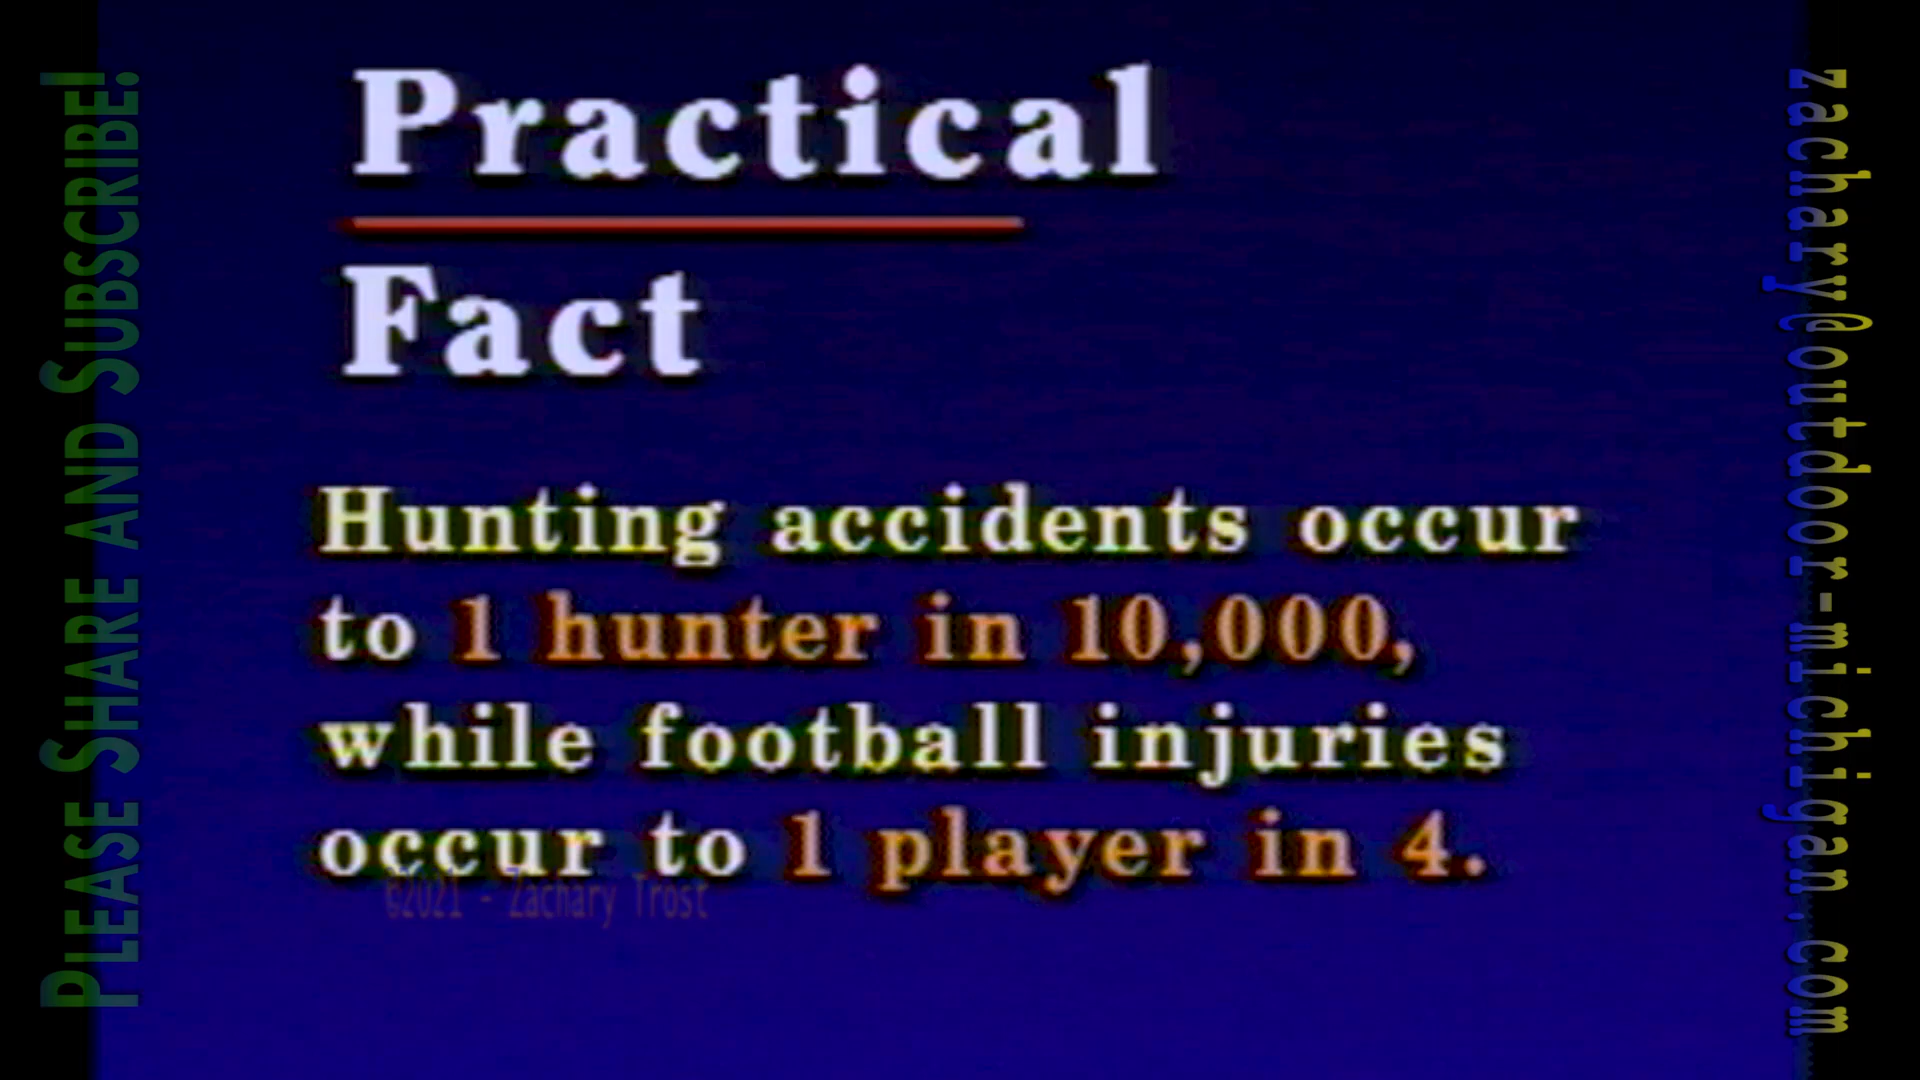 Practical
Fact
Hunting accidents occur
to 1 hunter in 10,000,
while football injuries
occur to 1 player in 4.
©2021 - Zachary Trost
PLEASE SHARE AND SUBSCRIBE!
zachary@outdoor-michigan.com